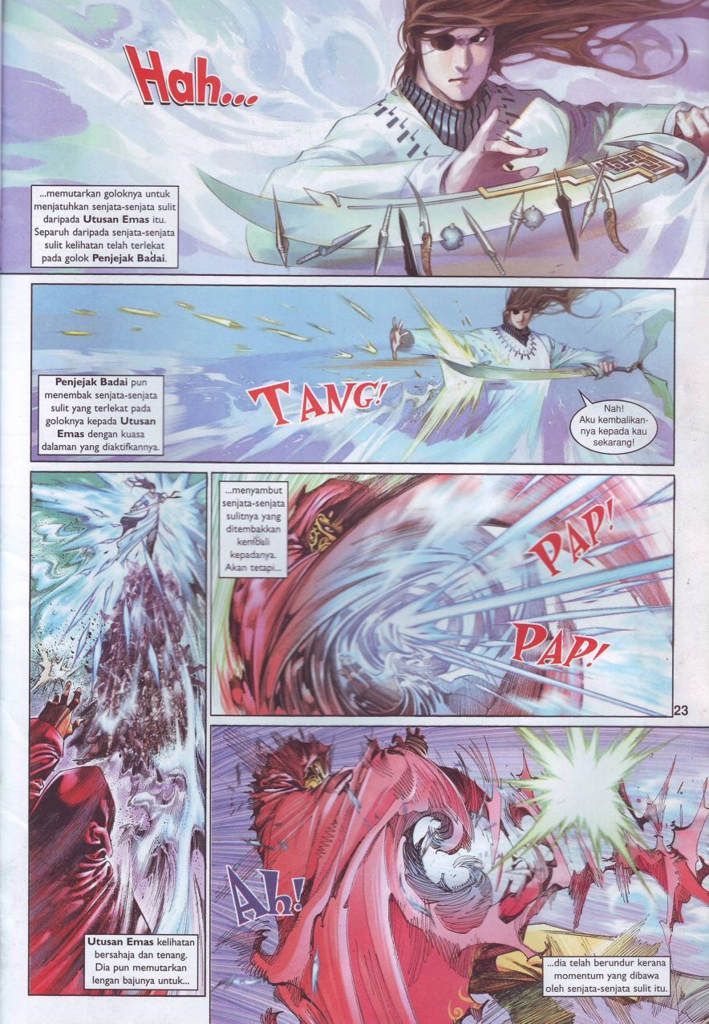 Hah...
...memutarkan goloknya untuk
menjatuhkan senjata-senjata sulit
daripada Utusan Emas itu.
Separuh daripada senjata-senjata
sulit kelihatan telah terlekat
pada golok Penjejak Badai.
Penjejak Badai pun
menembak senjata-senjata
sulit yang terlekat pada
goloknya kepada Utusan
Emas dengan kuasa
dalaman yang diaktifkannya.
TANG!
Nah!
Aku kembalikan-
nya kepada kau
sekarang!
Utusan Emas kelihatan
bersahaja dan tenang.
Dia pun memutarkan
lengan bajunya untuk...
...menyambut
senjata-senjata
sulitnya yang
ditembakkan
kembali
kepadanya.
Akan tetapi...
PAP!
PAP!
23
Ah!
...dia telah berundur kerana
momentum yang dibawa
oleh senjata-senjata sulit itu.